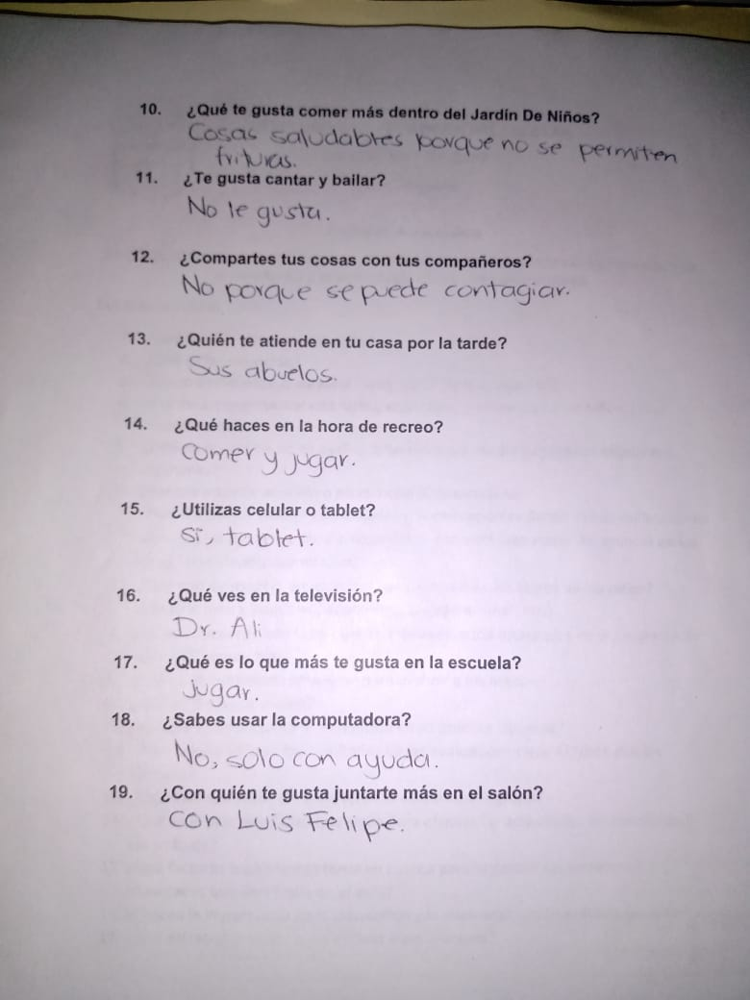 10. ¿Qué te gusta comer más dentro del Jardín De Niños?
Cosas saludables porque no se permiten
frituras.
11. ¿Te gusta cantar y bailar?
No le gusta.
12. ¿Compartes tus cosas con tus compañeros?
No porque se puede contagiar.
13. ¿Quién te atiende en tu casa por la tarde?
Sus abuelos.
14. ¿Qué haces en la hora de recreo?
Comer y jugar.
15. ¿Utilizas celular o tablet?
Sí, tablet.
16. ¿Qué ves en la televisión?
Dr. Ali
17. ¿Qué es lo que más te gusta en la escuela?
Jugar.
18. ¿Sabes usar la computadora?
No, solo con ayuda.
19. ¿Con quién te gusta juntarte más en el salón?
Con Luis Felipe.